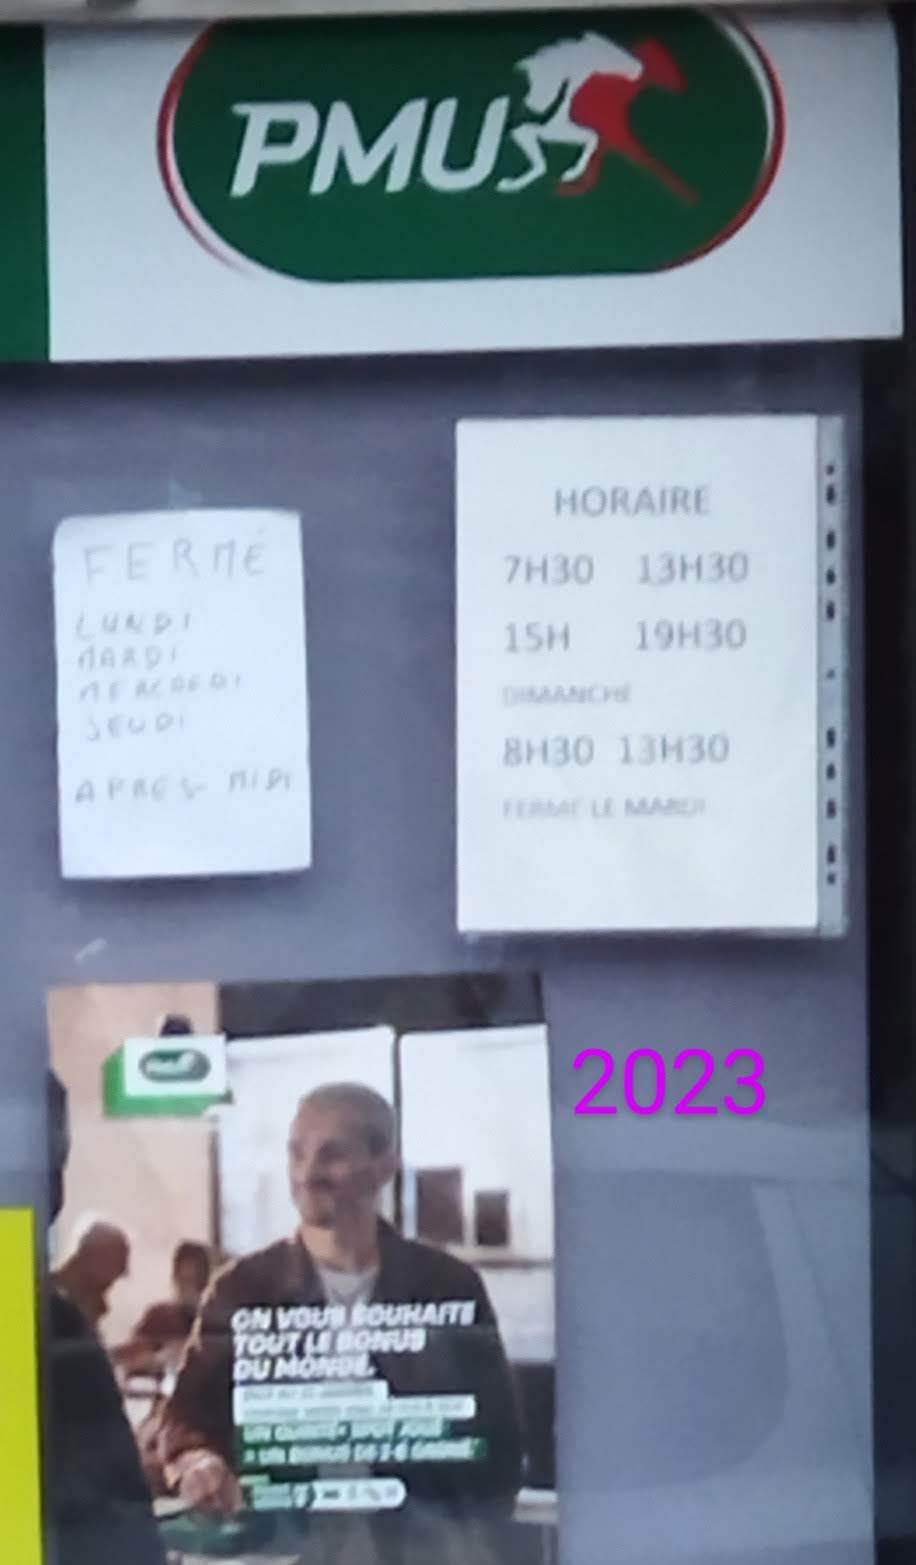 PMU
FERMÉ
LUNDI
MARDI
MERCREDI
JEUDI
APRES MIDI
HORAIRE
7H30 13H30
15H 19H30
DIMANCHE
8H30 13H30
FERME LE MARDI
2023
ON VOUS SOUHAITE
TOUT LE BONUS
DU MONDE.